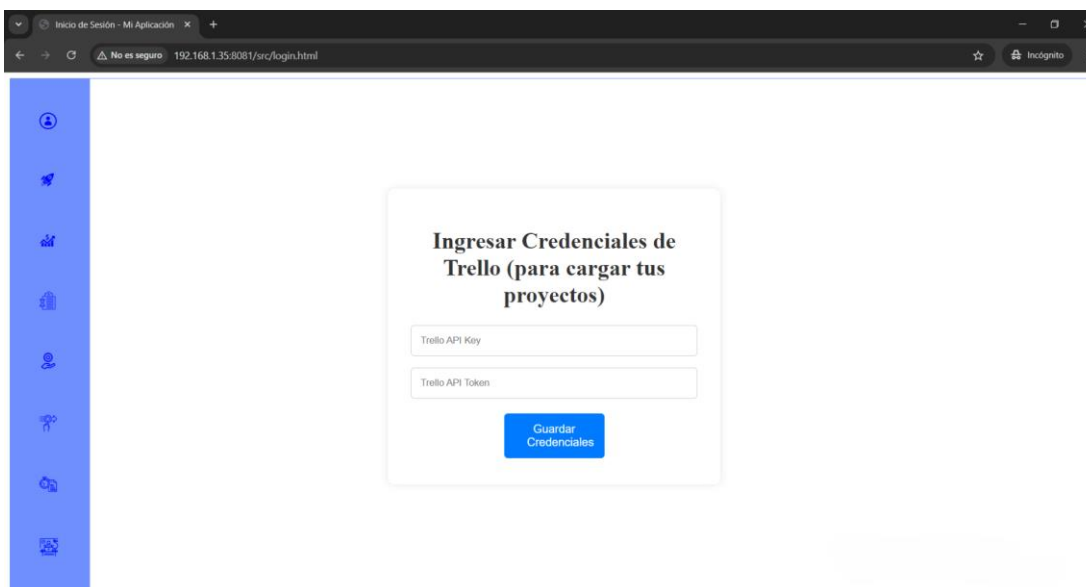 Inicio de Sesión - Mi Aplicación
No es seguro 192.168.1.35:8081/src/login.html
Incógnito
Ingresar Credenciales de
Trello (para cargar tus
proyectos)
Trello API Key
Trello API Token
Guardar
Credenciales